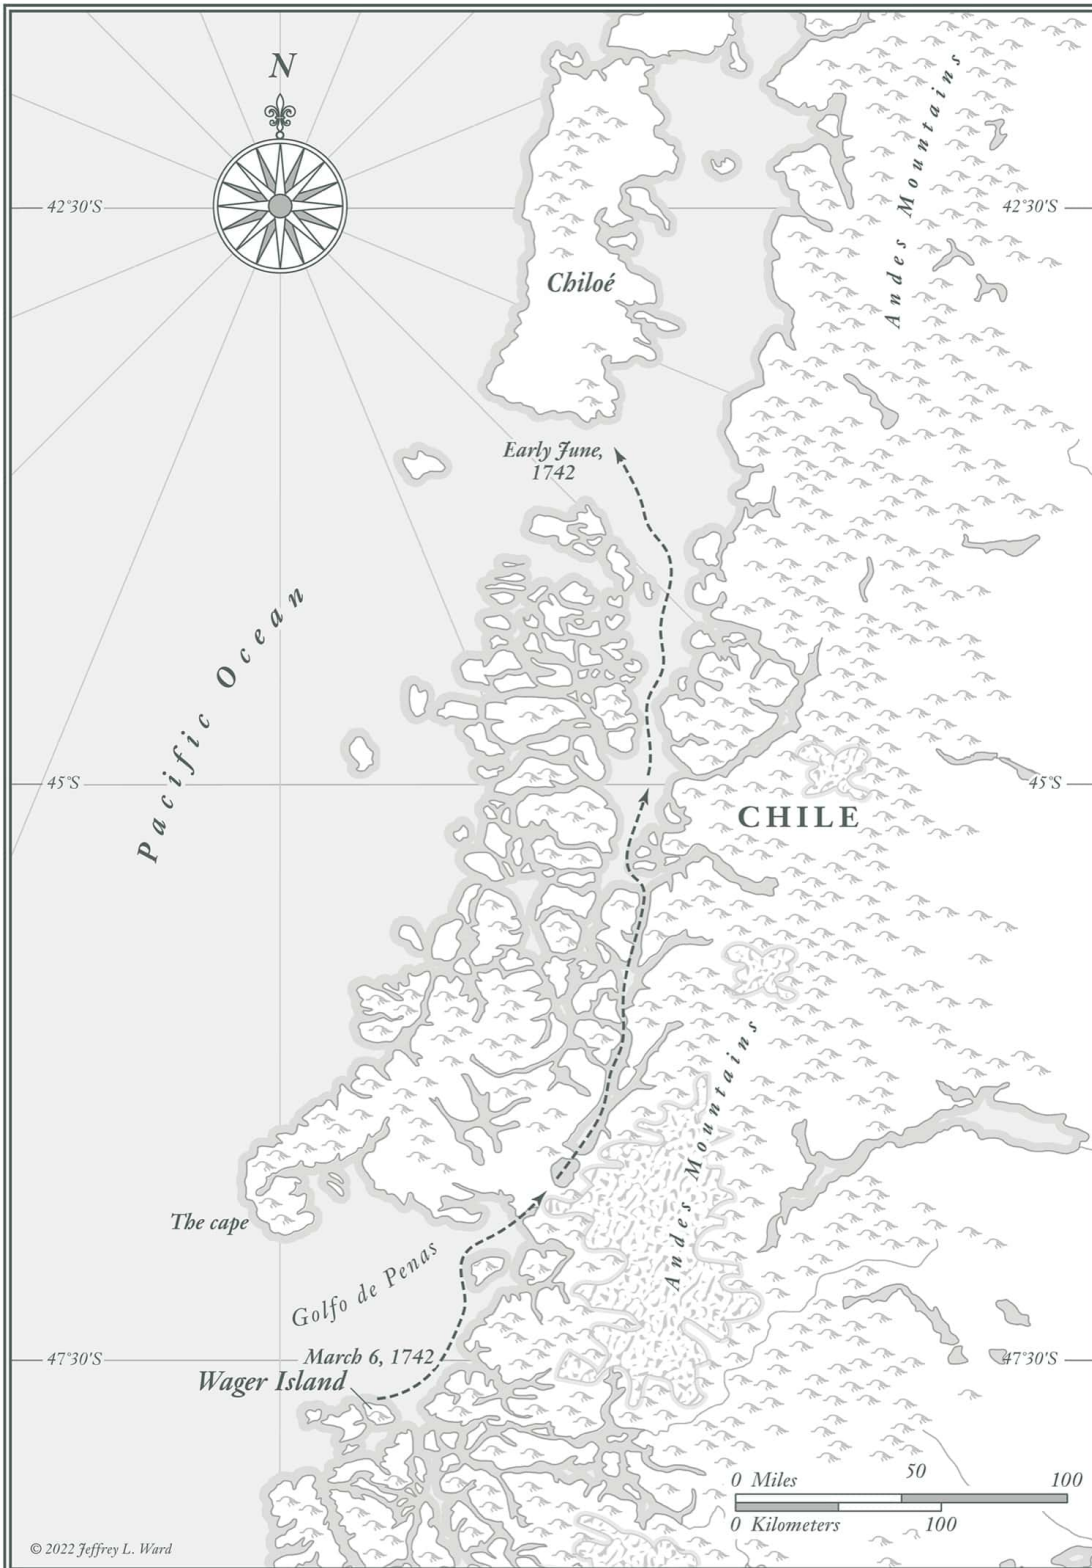 N
Andes Mountains
42°30'S
42°30'S
Chiloé
Early June,
1742
Pacific Ocean
45°S
45°S
CHILE
Andes Mountains
The cape
Golfo de Penas
March 6, 1742
47°30'S
47°30'S
Wager Island
0 Miles 50 100
0 Kilometers 100
© 2022 Jeffrey L. Ward